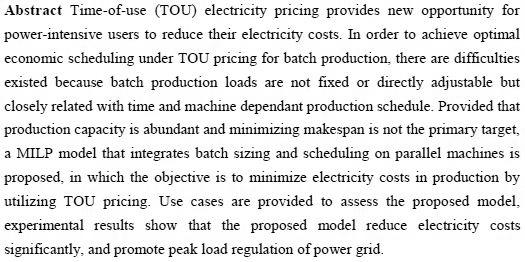 Abstract Time-of-use (TOU) electricity pricing provides new opportunity for
power-intensive users to reduce their electricity costs. In order to achieve optimal
economic scheduling under TOU pricing for batch production, there are difficulties
existed because batch production loads are not fixed or directly adjustable but
closely related with time and machine dependant production schedule. Provided that
production capacity is abundant and minimizing makespan is not the primary target,
a MILP model that integrates batch sizing and scheduling on parallel machines is
proposed, in which the objective is to minimize electricity costs in production by
utilizing TOU pricing. Use cases are provided to assess the proposed model,
experimental results show that the proposed model reduce electricity costs
significantly, and promote peak load regulation of power grid.